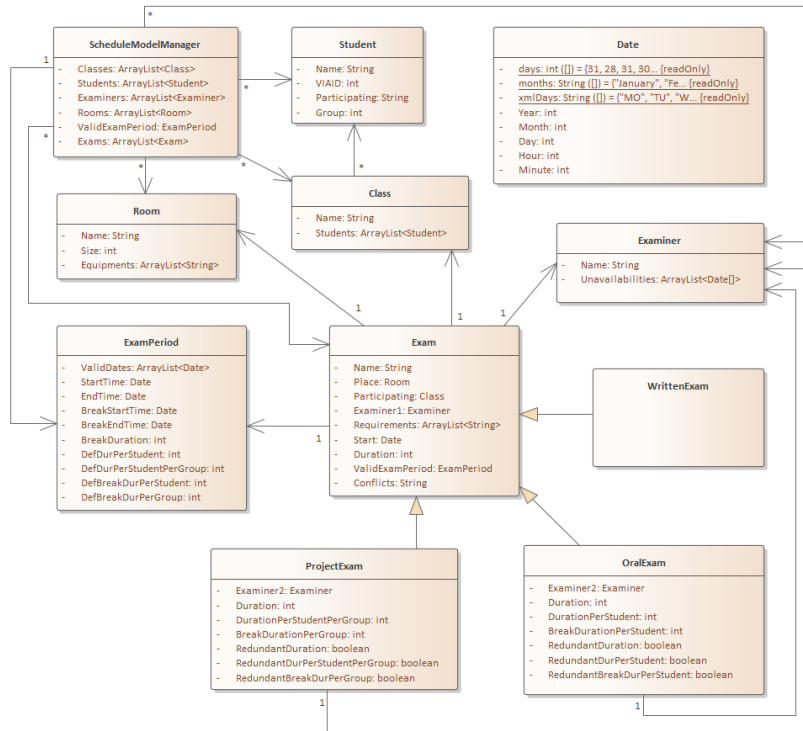 ScheduleModelManager
- Classes: ArrayList<Class>
- Students: ArrayList<Student>
- Examiners: ArrayList<Examiner>
- Rooms: ArrayList<Room>
- ValidExamPeriod: ExamPeriod
- Exams: ArrayList<Exam>
Student
- Name: String
- VIAID: int
- Participating: String
- Group: int
Date
- days: int ([]) = {31, 28, 31, 30... {readOnly}
- months: String ([]) = {"January", "Fe... {readOnly}
- xmlDays: String ([]) = {"MO", "TU", "W... {readOnly}
- Year: int
- Month: int
- Day: int
- Hour: int
- Minute: int
*
1
*
*
*
*
*
Room
- Name: String
- Size: int
- Equipments: ArrayList<String>
Class
- Name: String
- Students: ArrayList<Student>
Examiner
- Name: String
- Unavailabilities: ArrayList<Date[]>
1
1
1
ExamPeriod
- ValidDates: ArrayList<Date>
- StartTime: Date
- EndTime: Date
- BreakStartTime: Date
- BreakEndTime: Date
- BreakDuration: int
- DefDurPerStudent: int
- DefDurPerStudentPerGroup: int
- DefBreakDurPerStudent: int
- DefBreakDurPerGroup: int
1
Exam
- Name: String
- Place: Room
- Participating: Class
- Examiner1: Examiner
- Requirements: ArrayList<String>
- Start: Date
- Duration: int
- ValidExamPeriod: ExamPeriod
- Conflicts: String
WrittenExam
ProjectExam
- Examiner2: Examiner
- Duration: int
- DurationPerStudentPerGroup: int
- BreakDurationPerGroup: int
- RedundantDuration: boolean
- RedundantDurPerStudentPerGroup: boolean
- RedundantBreakDurPerGroup: boolean
1
OralExam
- Examiner2: Examiner
- Duration: int
- DurationPerStudent: int
- BreakDurationPerStudent: int
- RedundantDuration: boolean
- RedundantDurPerStudent: boolean
- RedundantBreakDurPerStudent: boolean
1